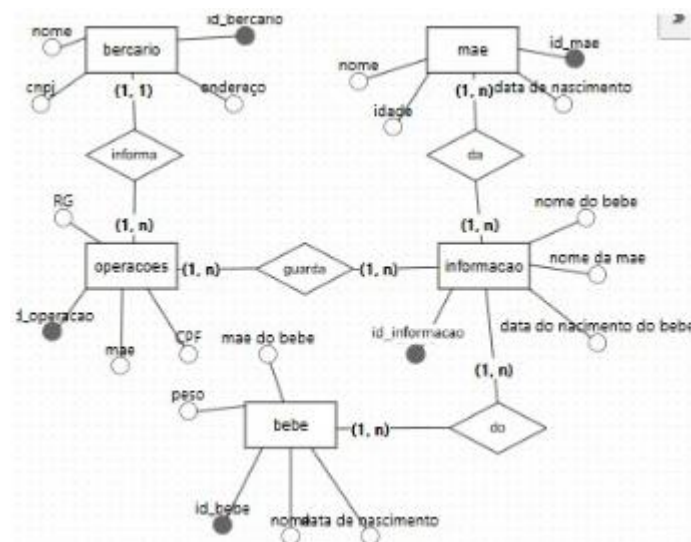 id_bercario
nome
bercario
cnpj
endereço
(1, 1)
id_mae
mae
nome
idade
(1, n)
data de nascimento
informa
da
RG
(1, n)
(1, n)
nome do bebe
operacoes
(1, n)
guarda
(1, n)
informacao
nome da mae
d_operacao
mae
CPF
id_informacao
data do nacimento do bebe
mae do bebe
(1, n)
peso
bebe
(1, n)
do
id_bebe
nome
data de nascimento